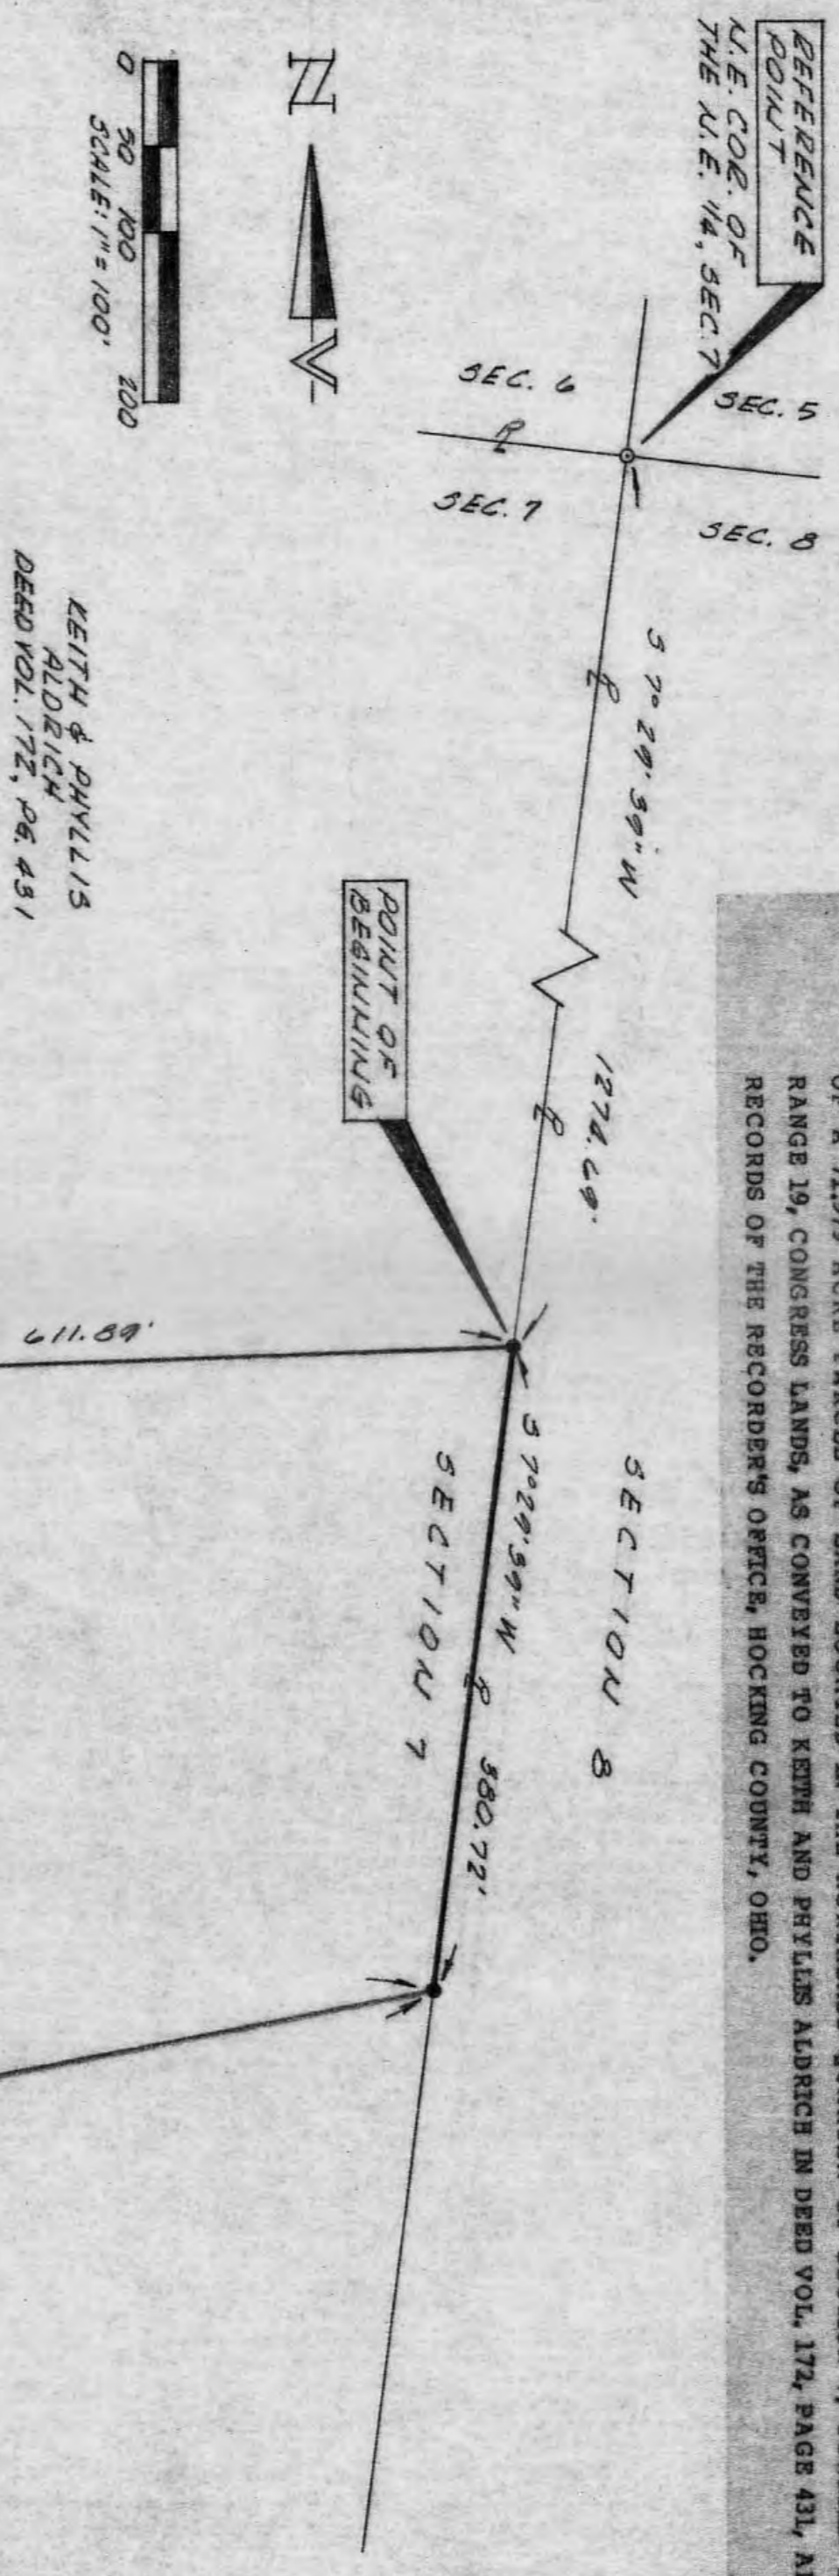 RANGE 19, CONGRESS LANDS, AS CONVEYED TO KEITH AND PHYLLIS ALDRICH IN DEED VOL. 172, PAGE 431,
RECORDS OF THE RECORDER'S OFFICE, HOCKING COUNTY, OHIO.
REFERENCE
POINT
N.E. COR. OF
THE N.E. 1/4, SEC. 7
SEC. 5
SEC. 6
SEC. 7
SEC. 8
S 7° 29' 39" W
1274.69'
POINT OF
BEGINNING
S 7° 29' 39" W 380.72'
SECTION 8
SECTION 7
611.89'
N
0 50 100 200
SCALE: 1" = 100'
KEITH & PHYLLIS
ALDRICH
DEED VOL. 172, PG. 431